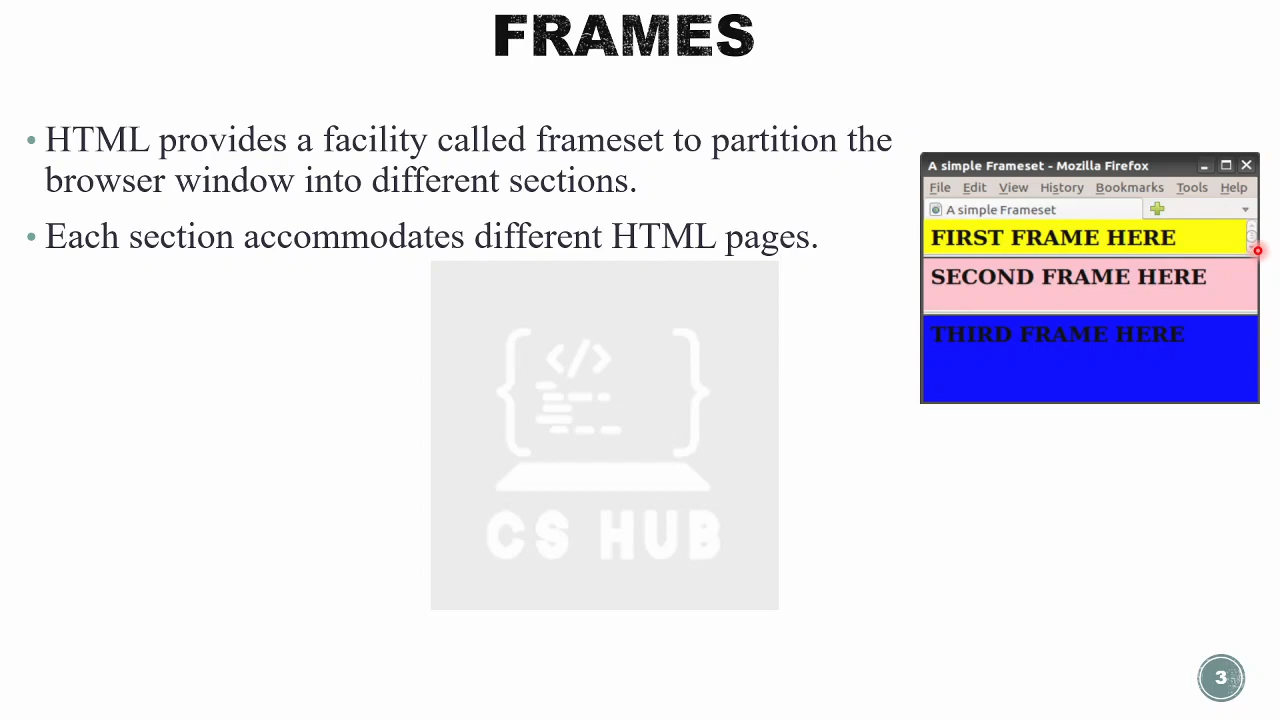 FRAMES
• HTML provides a facility called frameset to partition the
browser window into different sections.
• Each section accommodates different HTML pages.
A simple Frameset - Mozilla Firefox
File Edit View History Bookmarks Tools Help
A simple Frameset
FIRST FRAME HERE
SECOND FRAME HERE
THIRD FRAME HERE
</>
CS HUB
3